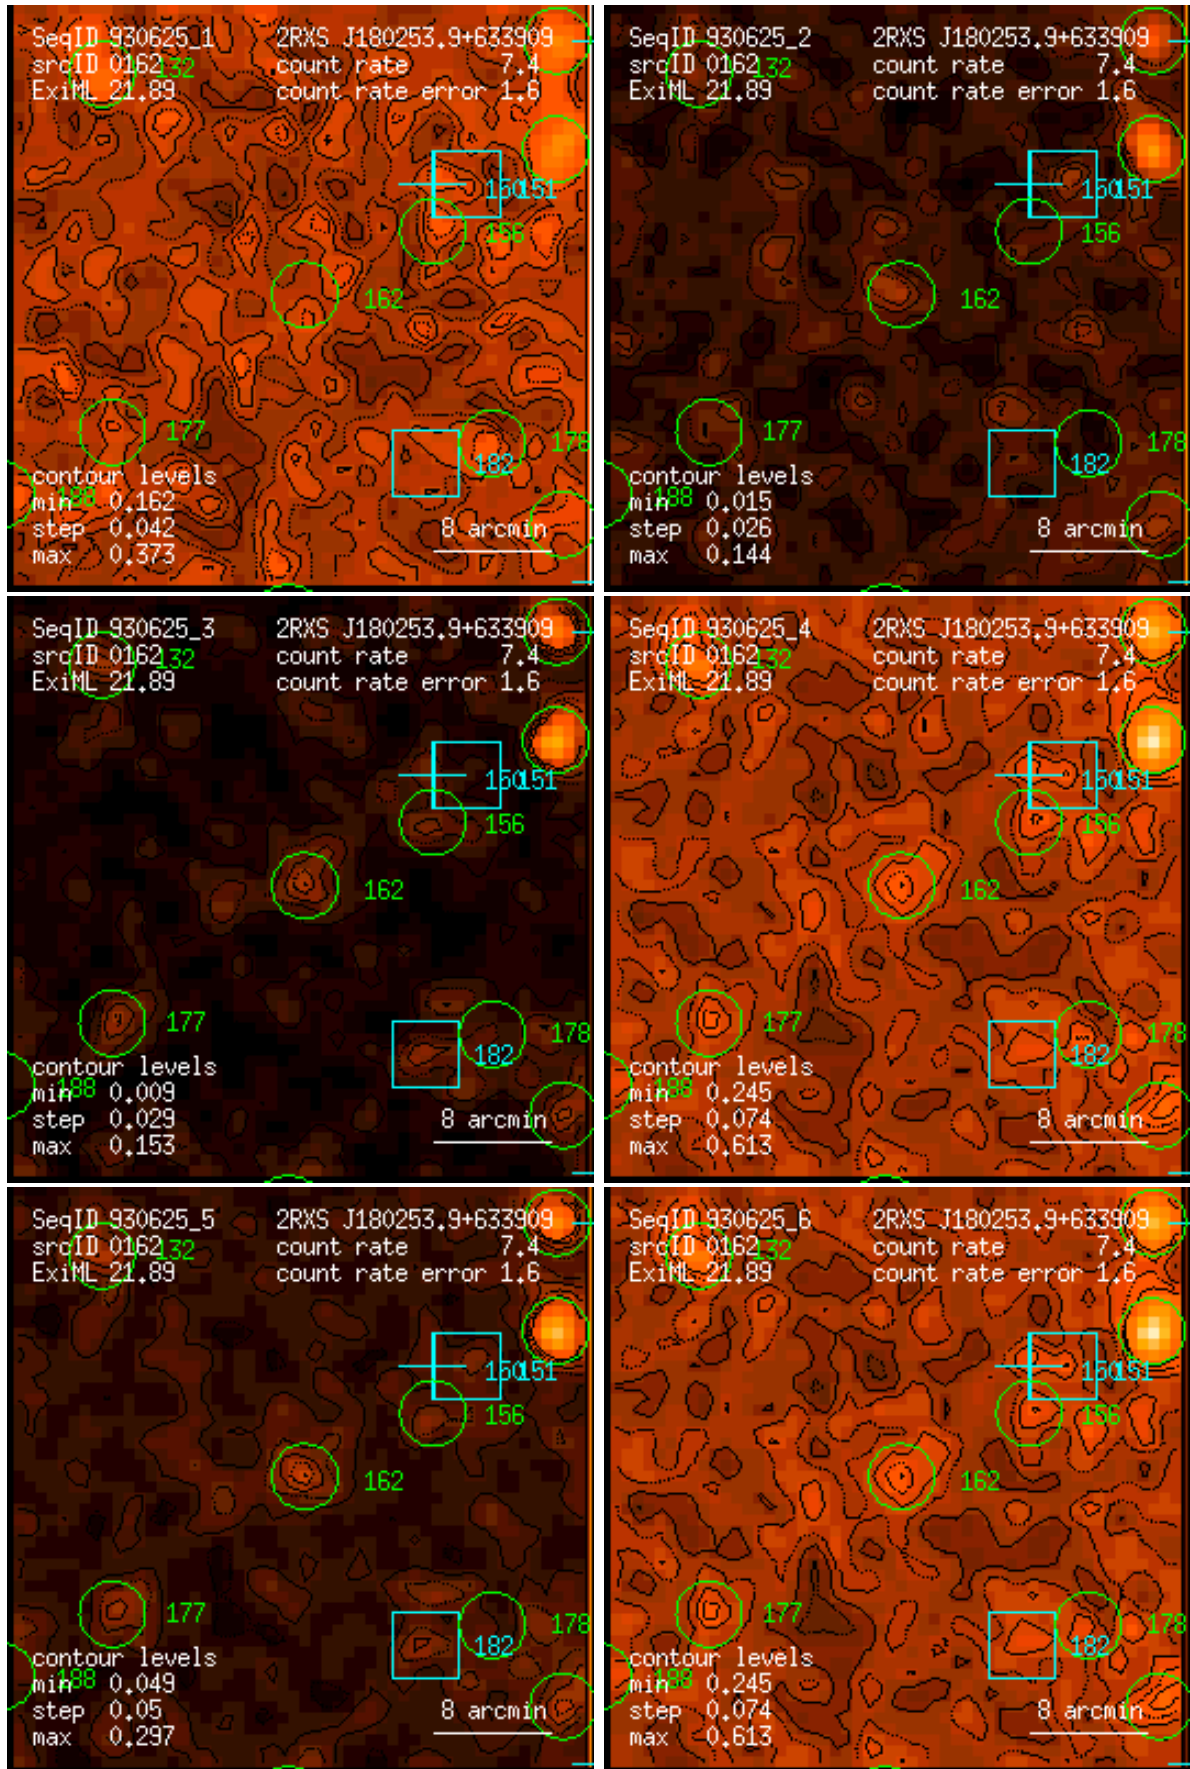 SeqID 930625_1 2RXS J180253.9+633909
srcID 0162 132 count rate 7.4
ExiML 21.89 count rate error 1.6
151
156
162
177
178
182
188
contour levels
min 0.162
step 0.042 8 arcmin
max 0.373
SeqID 930625_2 2RXS J180253.9+633909
srcID 0162 132 count rate 7.4
ExiML 21.89 count rate error 1.6
151
156
162
177
178
182
188
contour levels
min 0.015
step 0.026 8 arcmin
max 0.144
SeqID 930625_3 2RXS J180253.9+633909
srcID 0162 132 count rate 7.4
ExiML 21.89 count rate error 1.6
151
156
162
177
178
182
188
contour levels
min 0.009
step 0.029 8 arcmin
max 0.153
SeqID 930625_4 2RXS J180253.9+633909
srcID 0162 132 count rate 7.4
ExiML 21.89 count rate error 1.6
151
156
162
177
178
182
188
contour levels
min 0.245
step 0.074 8 arcmin
max 0.613
SeqID 930625_5 2RXS J180253.9+633909
srcID 0162 132 count rate 7.4
ExiML 21.89 count rate error 1.6
151
156
162
177
178
182
188
contour levels
min 0.049
step 0.05 8 arcmin
max 0.297
SeqID 930625_6 2RXS J180253.9+633909
srcID 0162 132 count rate 7.4
ExiML 21.89 count rate error 1.6
151
156
162
177
178
182
188
contour levels
min 0.245
step 0.074 8 arcmin
max 0.613